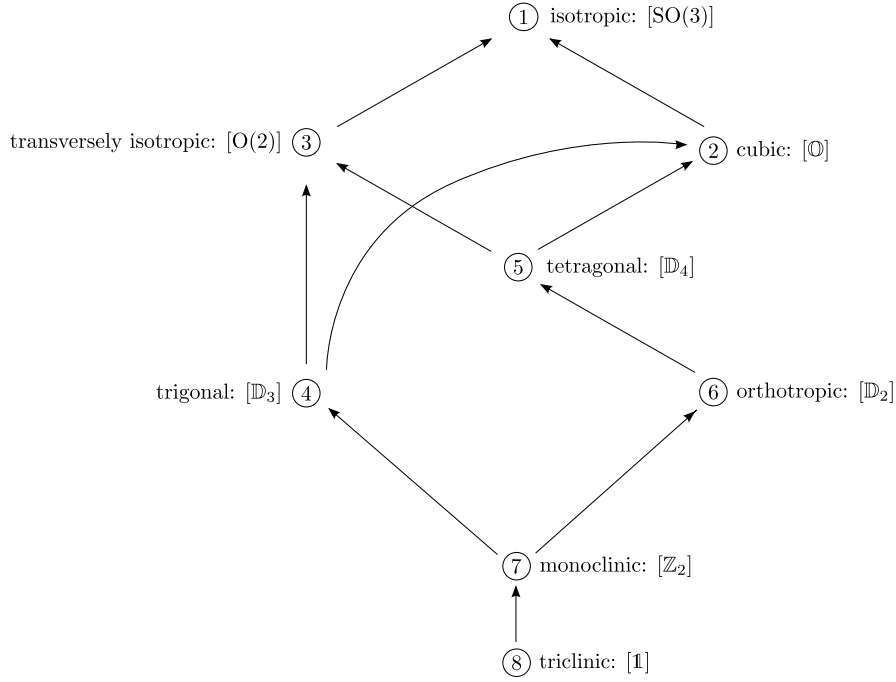 ① isotropic: [SO(3)]
transversely isotropic: [O(2)] ③
② cubic: [𝕆]
⑤ tetragonal: [𝔻₄]
trigonal: [𝔻₃] ④
⑥ orthotropic: [𝔻₂]
⑦ monoclinic: [ℤ₂]
⑧ triclinic: [𝟙]